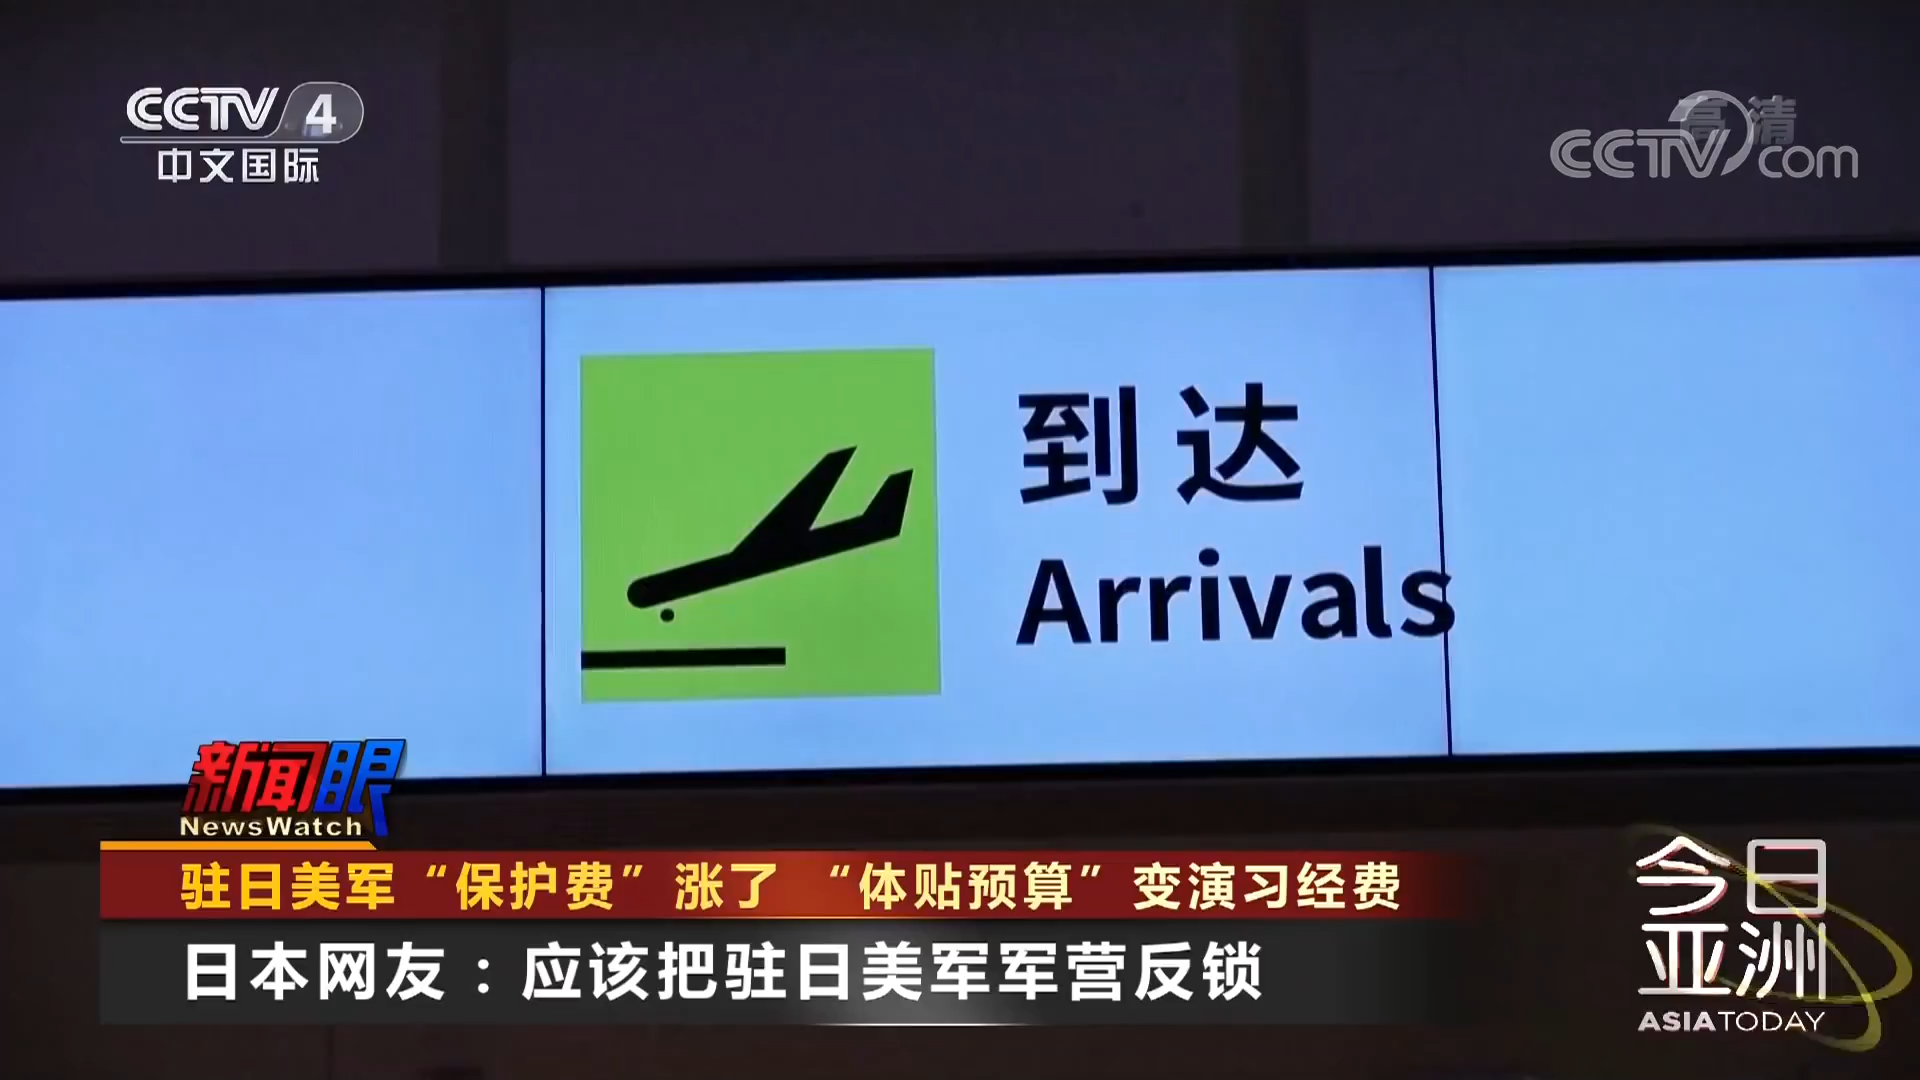 CCTV 4
中文国际
高清
CCTV.com
到达
Arrivals
新闻眼
NewsWatch
驻日美军“保护费”涨了 “体贴预算”变演习经费
日本网友：应该把驻日美军军营反锁
今日
亚洲
ASIA TODAY